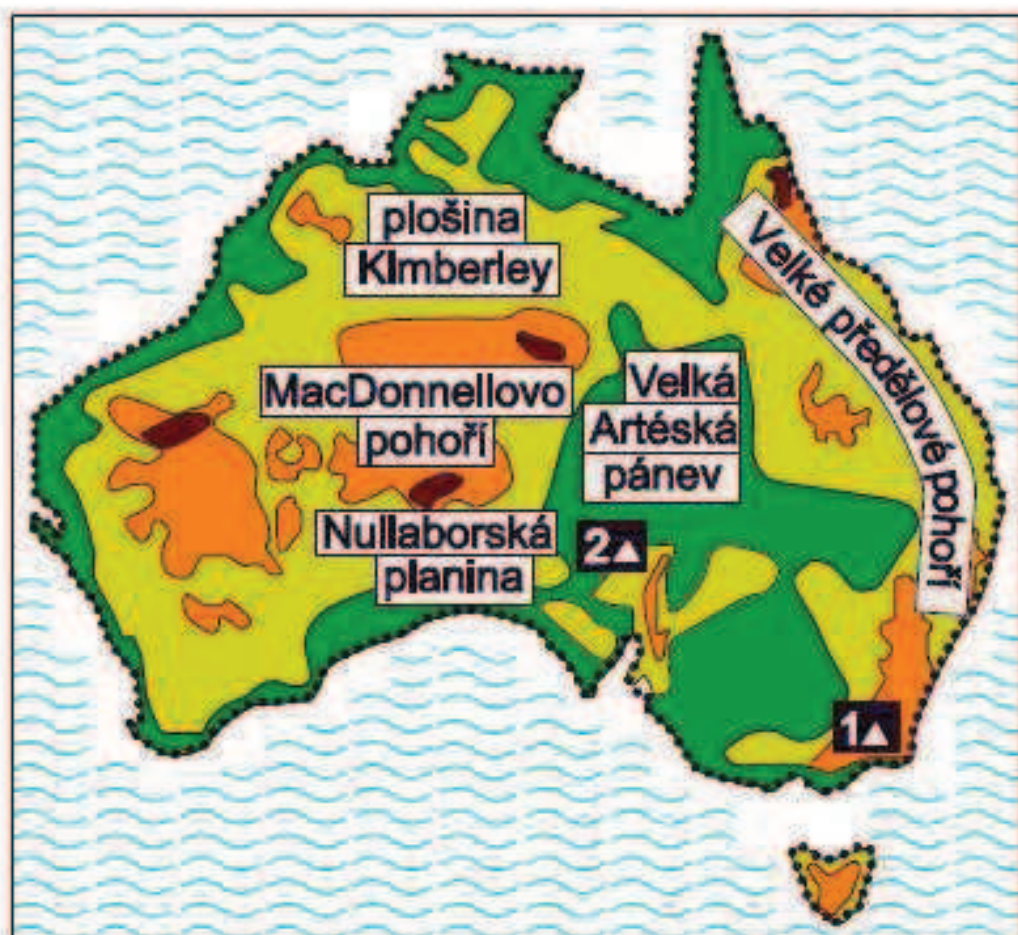 plošina
Kimberley
Velké předělové pohoří
MacDonnellovo
pohoří
Velká
Artéská
pánev
Nullaborská
planina
2
1